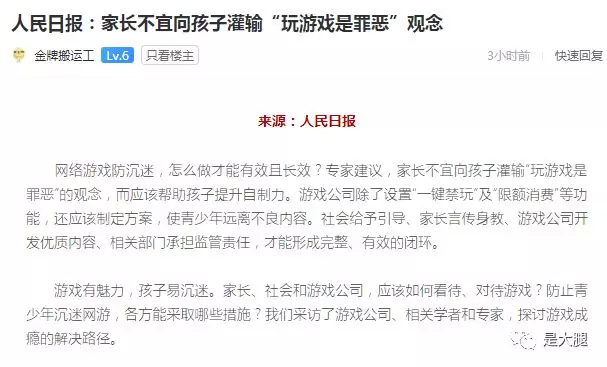 人民日报：家长不宜向孩子灌输“玩游戏是罪恶”观念
金牌搬运工 Lv.6 只看楼主 3小时前 快速回复
来源：人民日报
网络游戏防沉迷，怎么做才能有效且长效？专家建议，家长不宜向孩子灌输“玩游戏是
罪恶”的观念，而应该帮助孩子提升自制力。游戏公司除了设置“一键禁玩”及“限额消费”等功
能，还应该制定方案，使青少年远离不良内容。社会给予引导、家长言传身教、游戏公司开
发优质内容、相关部门承担监管责任，才能形成完整、有效的闭环。
游戏有魅力，孩子易沉迷。家长、社会和游戏公司，应该如何看待、对待游戏？防止青
少年沉迷网游，各方能采取哪些措施？我们采访了游戏公司、相关学者和专家，探讨游戏成
瘾的解决路径。
是大腿